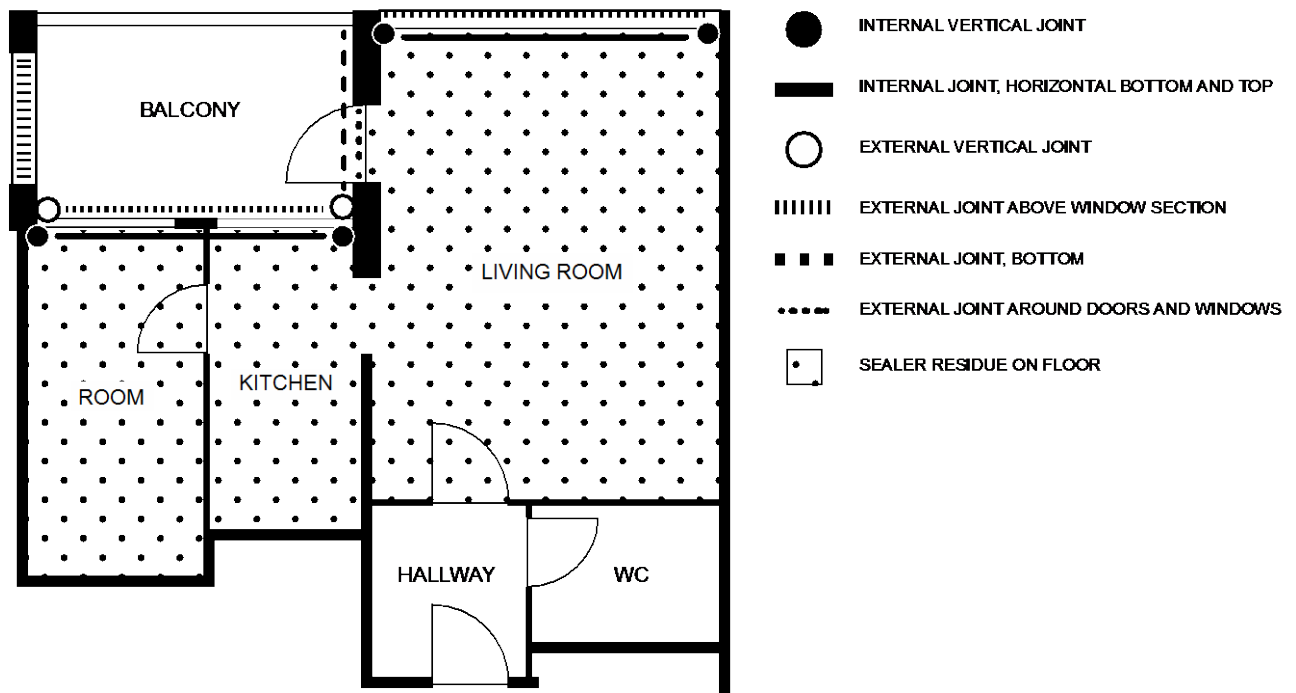 BALCONY
LIVING ROOM
ROOM
KITCHEN
HALLWAY
WC
INTERNAL VERTICAL JOINT
INTERNAL JOINT, HORIZONTAL BOTTOM AND TOP
EXTERNAL VERTICAL JOINT
EXTERNAL JOINT ABOVE WINDOW SECTION
EXTERNAL JOINT, BOTTOM
EXTERNAL JOINT AROUND DOORS AND WINDOWS
SEALER RESIDUE ON FLOOR